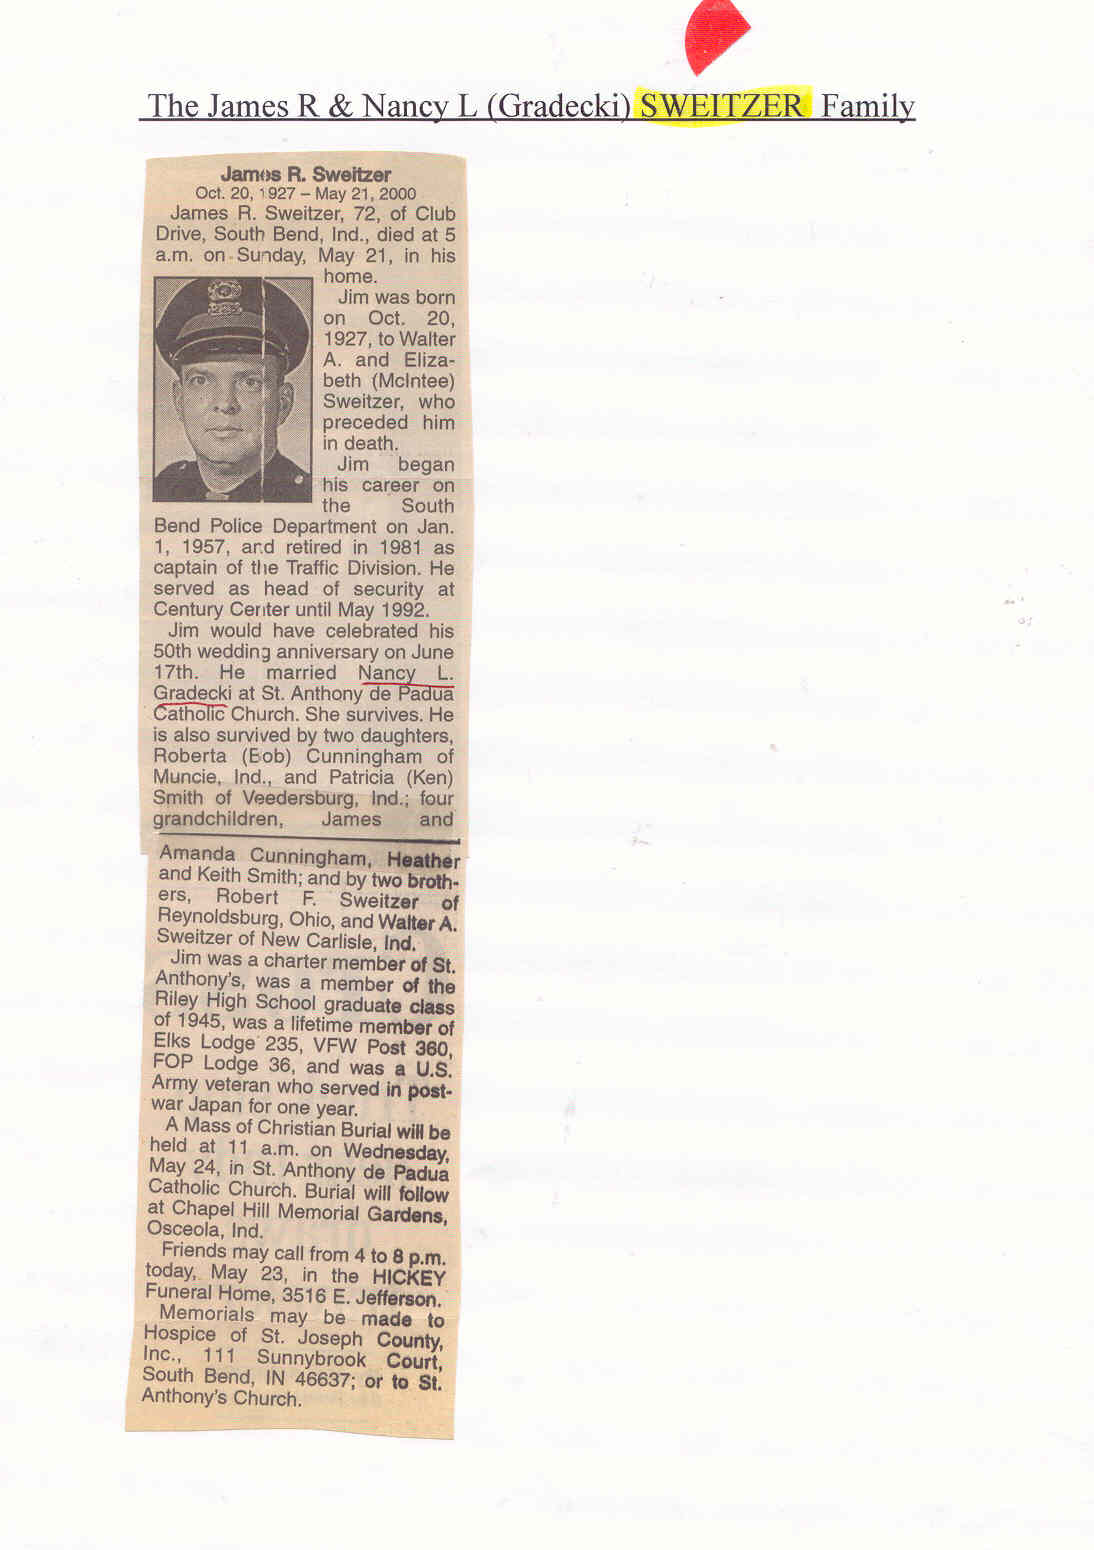 The James R & Nancy L (Gradecki) SWEITZER Family
James R. Sweitzer
Oct. 20, 1927 – May 21, 2000
James R. Sweitzer, 72, of Club
Drive, South Bend, Ind., died at 5
a.m. on Sunday, May 21, in his
home.
Jim was born
on Oct. 20,
1927, to Walter
A. and Eliza-
beth (McIntee)
Sweitzer, who
preceded him
in death.
Jim began
his career on
the South
Bend Police Department on Jan.
1, 1957, and retired in 1981 as
captain of the Traffic Division. He
served as head of security at
Century Center until May 1992.
Jim would have celebrated his
50th wedding anniversary on June
17th. He married Nancy L.
Gradecki at St. Anthony de Padua
Catholic Church. She survives. He
is also survived by two daughters,
Roberta (Bob) Cunningham of
Muncie, Ind., and Patricia (Ken)
Smith of Veedersburg, Ind.; four
grandchildren, James and
Amanda Cunningham, Heather
and Keith Smith; and by two broth-
ers, Robert F. Sweitzer of
Reynoldsburg, Ohio, and Walter A.
Sweitzer of New Carlisle, Ind.
Jim was a charter member of St.
Anthony's, was a member of the
Riley High School graduate class
of 1945, was a lifetime member of
Elks Lodge 235, VFW Post 360,
FOP Lodge 36, and was a U.S.
Army veteran who served in post-
war Japan for one year.
A Mass of Christian Burial will be
held at 11 a.m. on Wednesday,
May 24, in St. Anthony de Padua
Catholic Church. Burial will follow
at Chapel Hill Memorial Gardens,
Osceola, Ind.
Friends may call from 4 to 8 p.m.
today, May 23, in the HICKEY
Funeral Home, 3516 E. Jefferson.
Memorials may be made to
Hospice of St. Joseph County,
Inc., 111 Sunnybrook Court,
South Bend, IN 46637; or to St.
Anthony's Church.